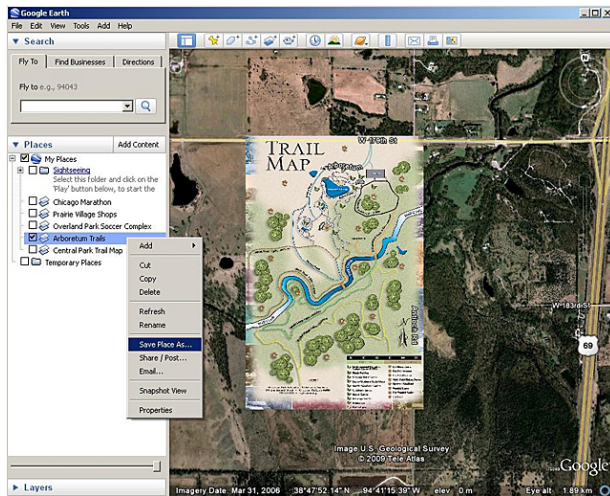 Google Earth
File Edit View Tools Add Help
Search
Fly To Find Businesses Directions
Fly to e.g., 94043
Places Add Content
My Places
Sightseeing
Select this folder and click on the
'Play' button below, to start the
Chicago Marathon
Prairie Village Shops
Overland Park Soccer Complex
Arboretum Trails
Central Park Trail Map
Temporary Places
Add
Cut
Copy
Delete
Refresh
Rename
Save Place As...
Share / Post...
Email...
Snapshot View
Properties
Layers
W 179th St
TRAIL
MAP
Arboretum
W 183rd St
Antioch Rd
69
Image U.S. Geological Survey
© 2009 Tele Atlas
Google
Imagery Date: Mar 31, 2006 38°47'52.14" N 94°41'15.39" W elev 0 m Eye alt 1.89 km